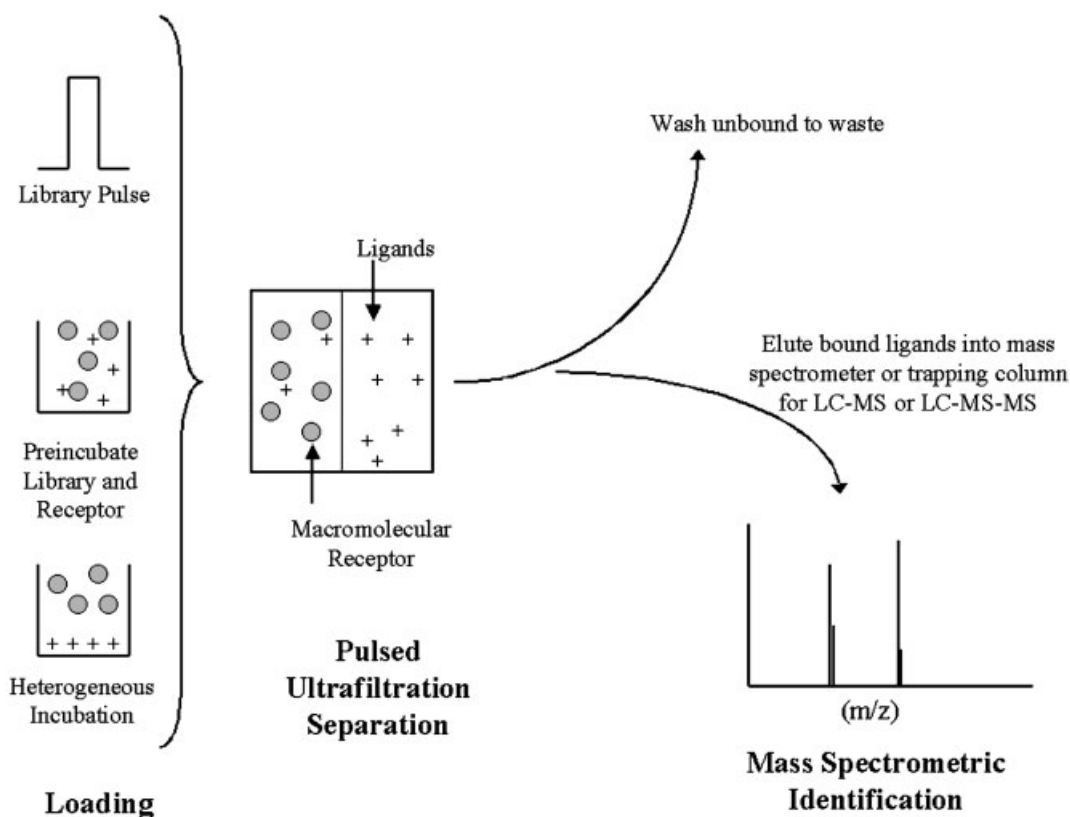 Library Pulse
Preincubate
Library and
Receptor
Heterogeneous
Incubation
Loading
Ligands
Macromolecular
Receptor
Pulsed
Ultrafiltration
Separation
Wash unbound to waste
Elute bound ligands into mass
spectrometer or trapping column
for LC-MS or LC-MS-MS
(m/z)
Mass Spectrometric
Identification